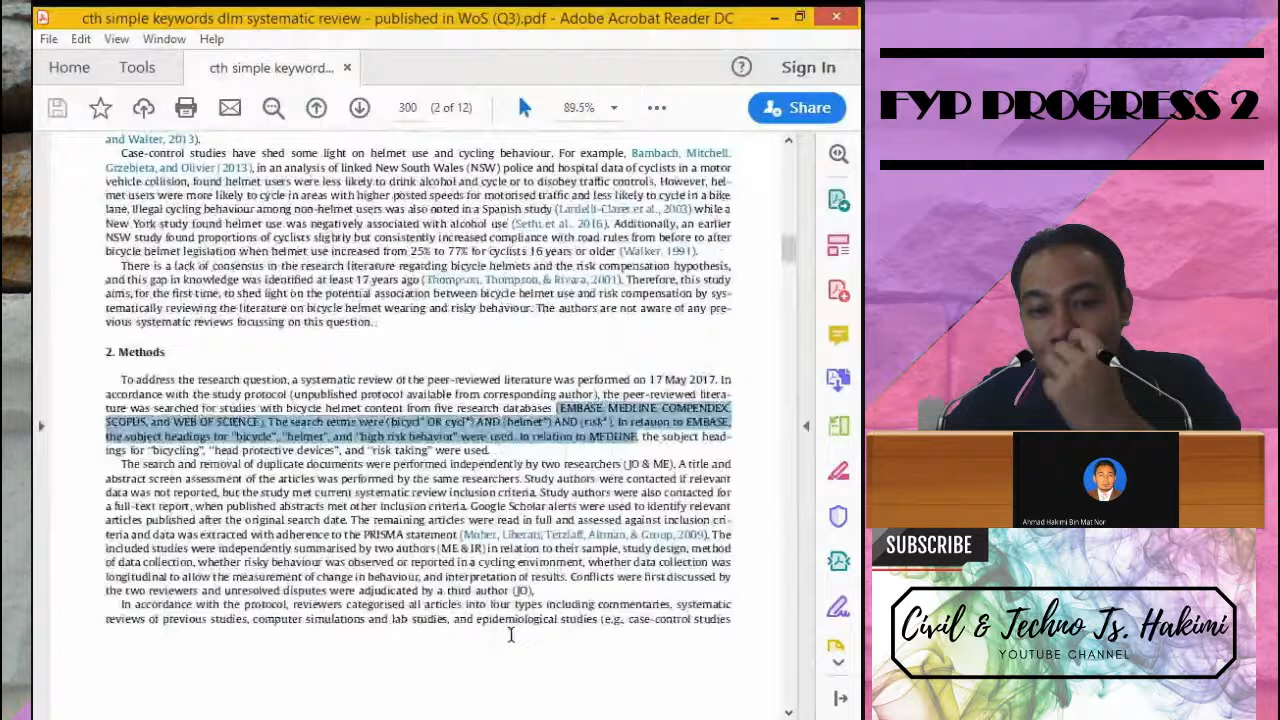 cth simple keywords dlm systematic review - published in WoS (Q3).pdf - Adobe Acrobat Reader DC
File Edit View Window Help
Home Tools cth simple keyword... × Sign In
300 (2 of 12) 89.5% Share
and Walter, 2013).
Case-control studies have shed some light on helmet use and cycling behaviour. For example, Bambach, Mitchell,
Grzebieta, and Olivier (2013), in an analysis of linked New South Wales (NSW) police and hospital data of cyclists in a motor
vehicle collision, found helmet users were less likely to drink alcohol and cycle or to disobey traffic controls. However, hel-
met users were more likely to cycle in areas with higher posted speeds for motorised traffic and less likely to cycle in a bike
lane. Illegal cycling behaviour among non-helmet users was also noted in a Spanish study (Lardelli-Claret et al., 2003) while a
New York study found helmet use was negatively associated with alcohol use (Sethi et al., 2016). Additionally, an earlier
NSW study found proportions of cyclists slightly but consistently increased compliance with road rules from before to after
bicycle helmet legislation when helmet use increased from 25% to 77% for cyclists 16 years or older (Walker, 1991).
There is a lack of consensus in the research literature regarding bicycle helmets and the risk compensation hypothesis,
and this gap in knowledge was identified at least 17 years ago (Thompson, Thompson, & Rivara, 2001). Therefore, this study
aims, for the first time, to shed light on the potential association between bicycle helmet use and risk compensation by sys-
tematically reviewing the literature on bicycle helmet wearing and risky behaviour. The authors are not aware of any pre-
vious systematic reviews focussing on this question.
2. Methods
To address the research question, a systematic review of the peer-reviewed literature was performed on 17 May 2017. In
accordance with the study protocol (unpublished protocol available from corresponding author), the peer-reviewed litera-
ture was searched for studies with bicycle helmet content from five research databases (EMBASE, MEDLINE, COMPENDEX,
SCOPUS, and WEB OF SCIENCE). The search terms were (bicycl* OR cycl*) AND (helmet*) AND (risk*). In relation to EMBASE,
the subject headings for "bicycle", "helmet", and "high risk behavior" were used. In relation to MEDLINE, the subject head-
ings for "bicycling", "head protective devices", and "risk taking" were used.
The search and removal of duplicate documents were performed independently by two researchers (JO & ME). A title and
abstract screen assessment of the articles was performed by the same researchers. Study authors were contacted if relevant
data was not reported, but the study met current systematic review inclusion criteria. Study authors were also contacted for
a full-text report, when published abstracts met other inclusion criteria. Google Scholar alerts were used to identify relevant
articles published after the original search date. The remaining articles were read in full and assessed against inclusion cri-
teria and data was extracted with adherence to the PRISMA statement (Moher, Liberati, Tetzlaff, Altman, & Group, 2009). The
included studies were independently summarised by two authors (ME & IR) in relation to their sample, study design, method
of data collection, whether risky behaviour was observed or reported in a cycling environment, whether data collection was
longitudinal to allow the measurement of change in behaviour, and interpretation of results. Conflicts were first discussed by
the two reviewers and unresolved disputes were adjudicated by a third author (JO).
In accordance with the protocol, reviewers categorised all articles into four types including commentaries, systematic
reviews of previous studies, computer simulations and lab studies, and epidemiological studies (e.g., case-control studies
FYP PROGRESS 2
Ahmad Hakimi Bin Mat Nor
SUBSCRIBE
Civil & Techno Ts. Hakimi
YOUTUBE CHANNEL